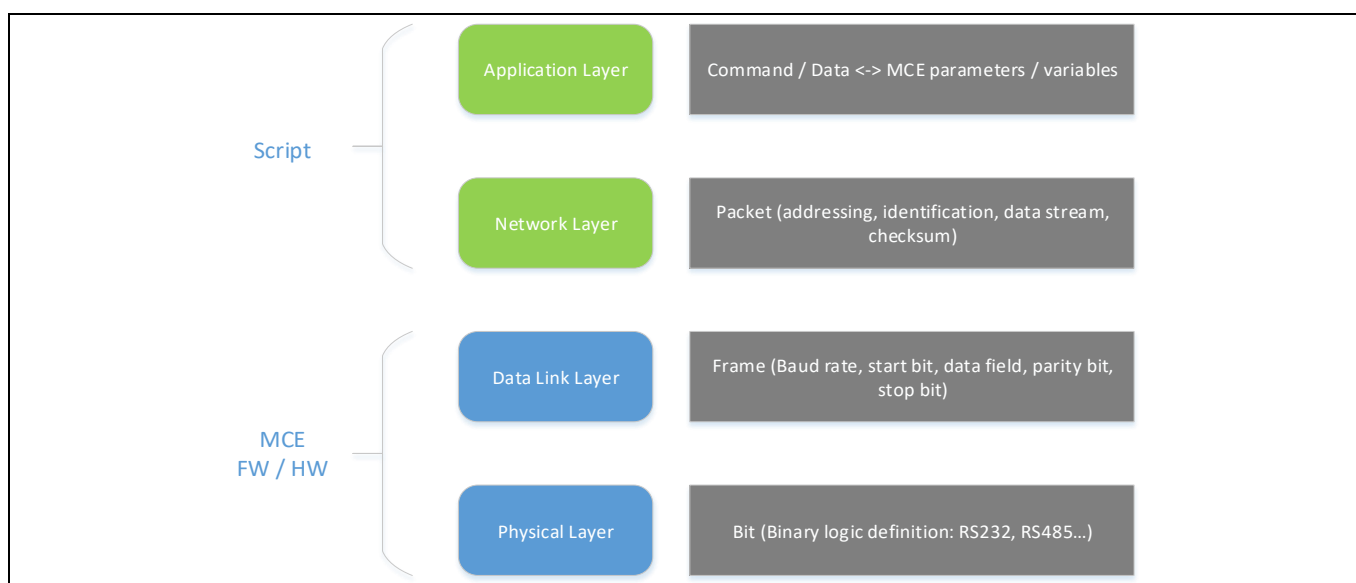 Application Layer
Command / Data <-> MCE parameters / variables
Script
Network Layer
Packet (addressing, identification, data stream,
checksum)
Data Link Layer
Frame (Baud rate, start bit, data field, parity bit,
stop bit)
MCE
FW / HW
Physical Layer
Bit (Binary logic definition: RS232, RS485…)